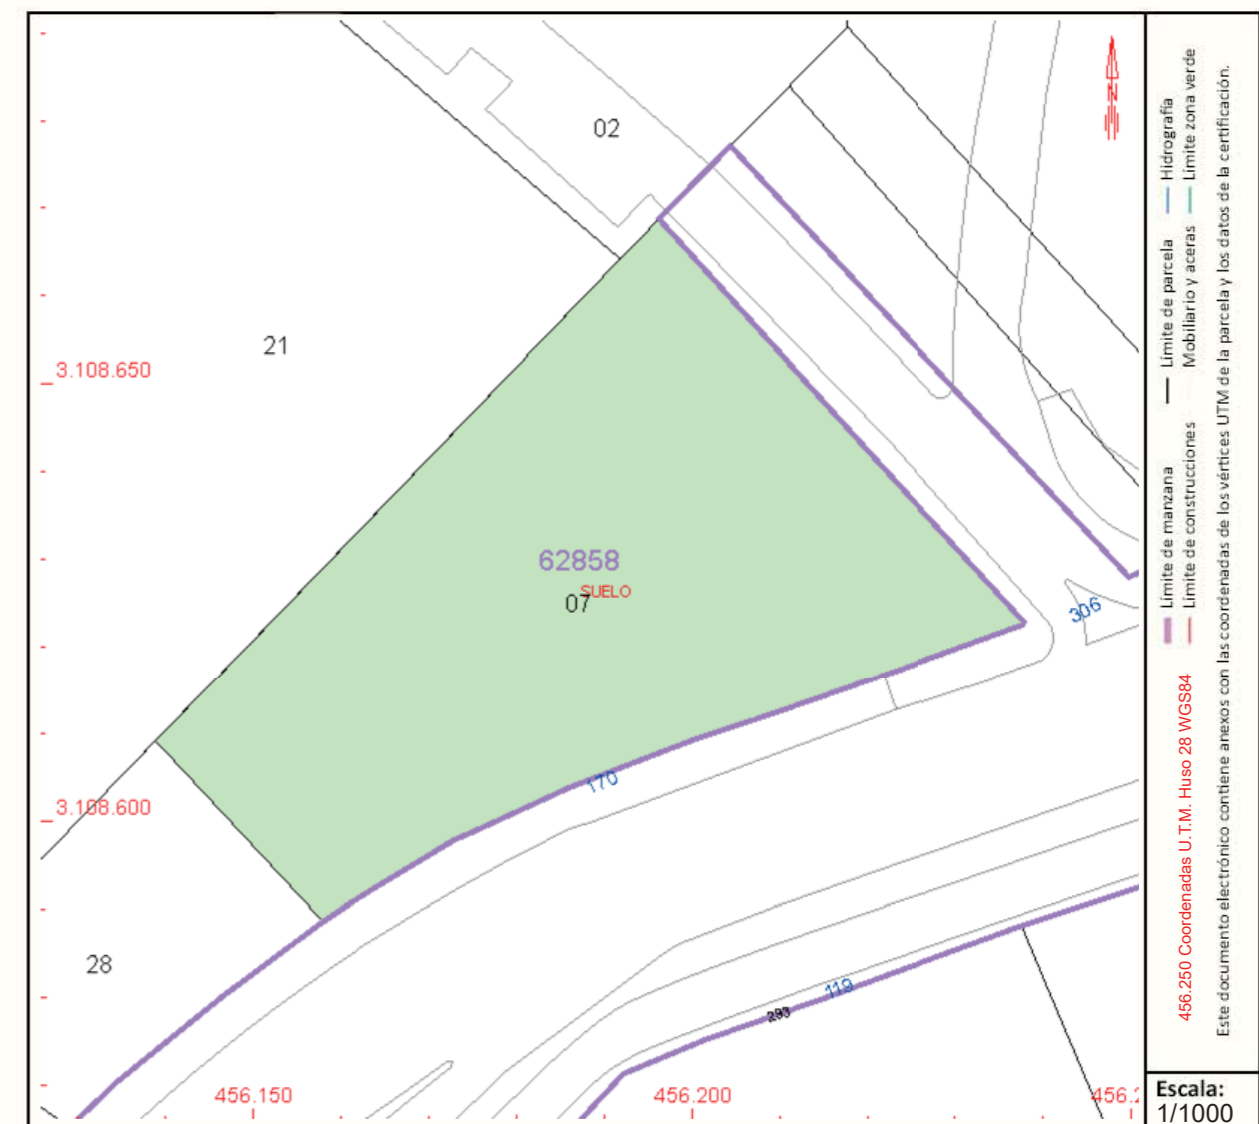 02
21
3.108.650
62858
SUELO
07
306
170
3.108.600
28
119
293
456.150
456.200
456.2
N
Límite de manzana
Límite de parcela
Hidrografía
Límite de construcciones
Mobiliario y aceras
Límite zona verde
456.250 Coordenadas U.T.M. Huso 28 WGS84
Este documento electrónico contiene anexos con las coordenadas de los vértices UTM de la parcela y los datos de la certificación.
Escala:
1/1000